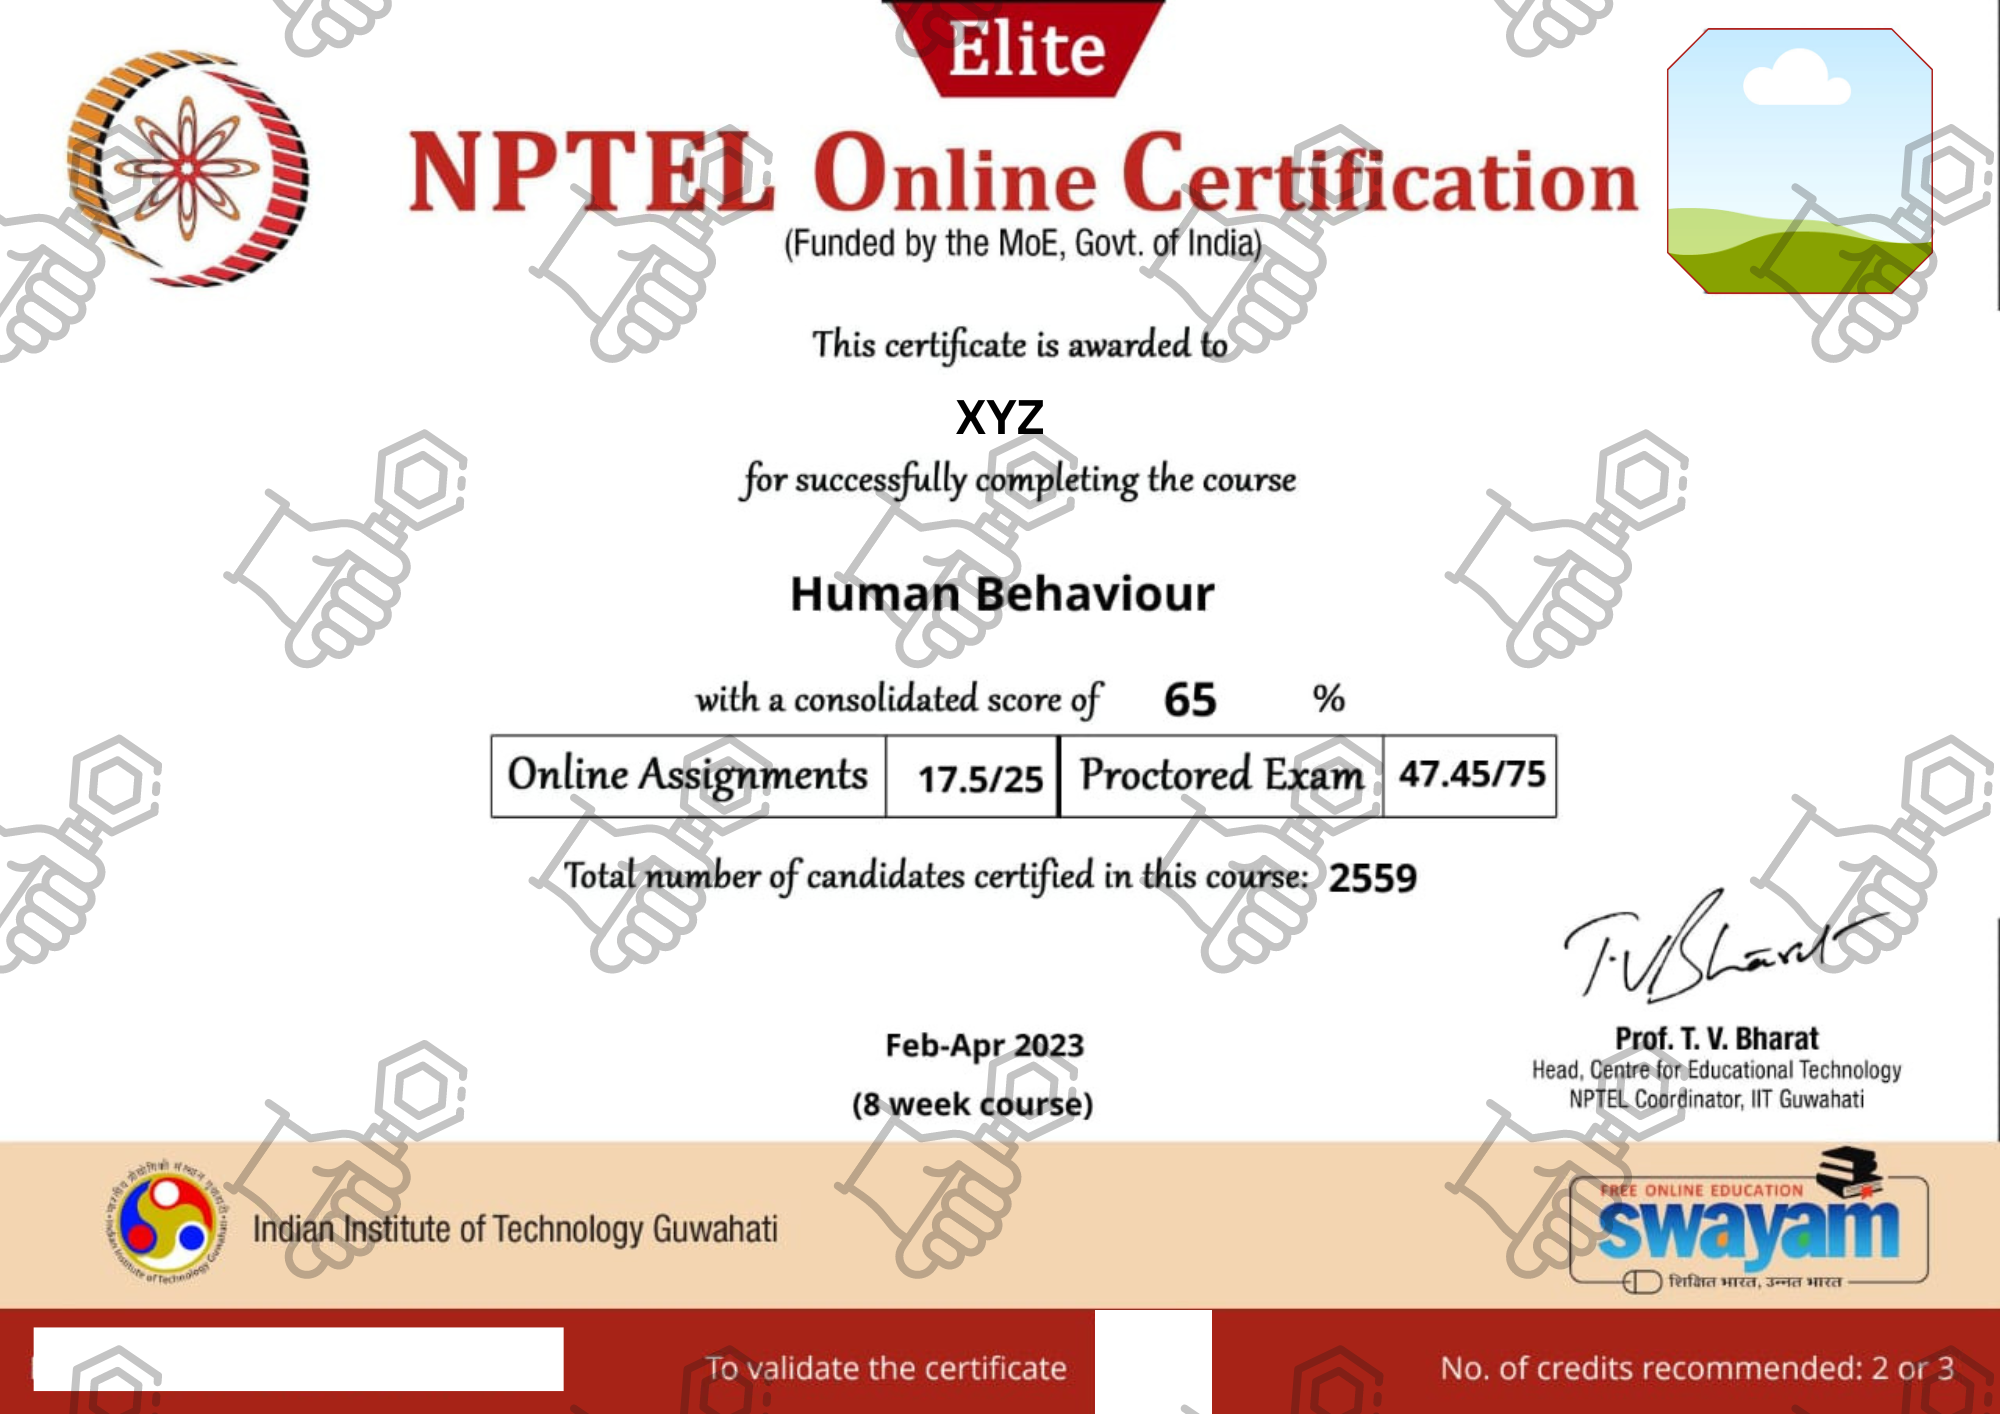 Elite
NPTEL Online Certification
(Funded by the MoE, Govt. of India)
This certificate is awarded to
XYZ
for successfully completing the course
Human Behaviour
with a consolidated score of 65 %
Online Assignments 17.5/25 Proctored Exam 47.45/75
Total number of candidates certified in this course: 2559
Feb-Apr 2023
(8 week course)
Prof. T. V. Bharat
Head, Centre for Educational Technology
NPTEL Coordinator, IIT Guwahati
Indian Institute of Technology Guwahati
FREE ONLINE EDUCATION
swayam
शिक्षित भारत, उन्नत भारत
To validate the certificate
No. of credits recommended: 2 or 3